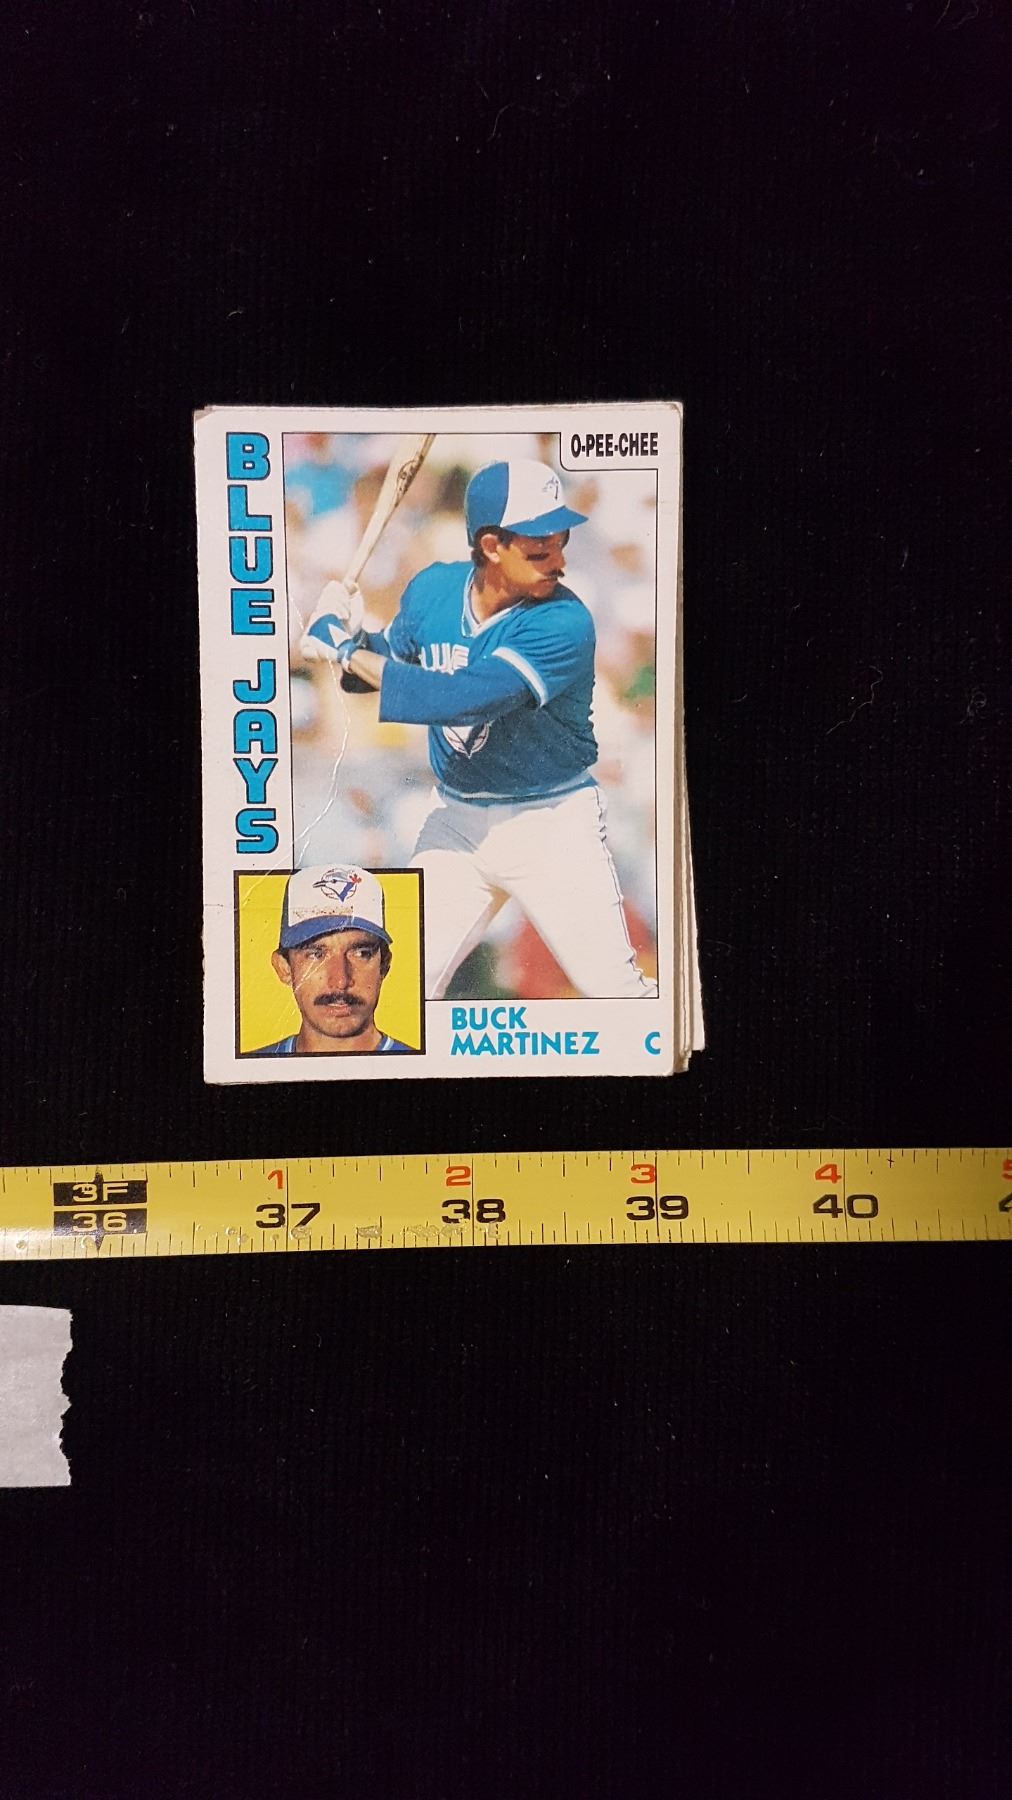 BLUE JAYS
O-PEE-CHEE
BUCK
MARTINEZ C
3F 1 2 3 4
36 37 38 39 40